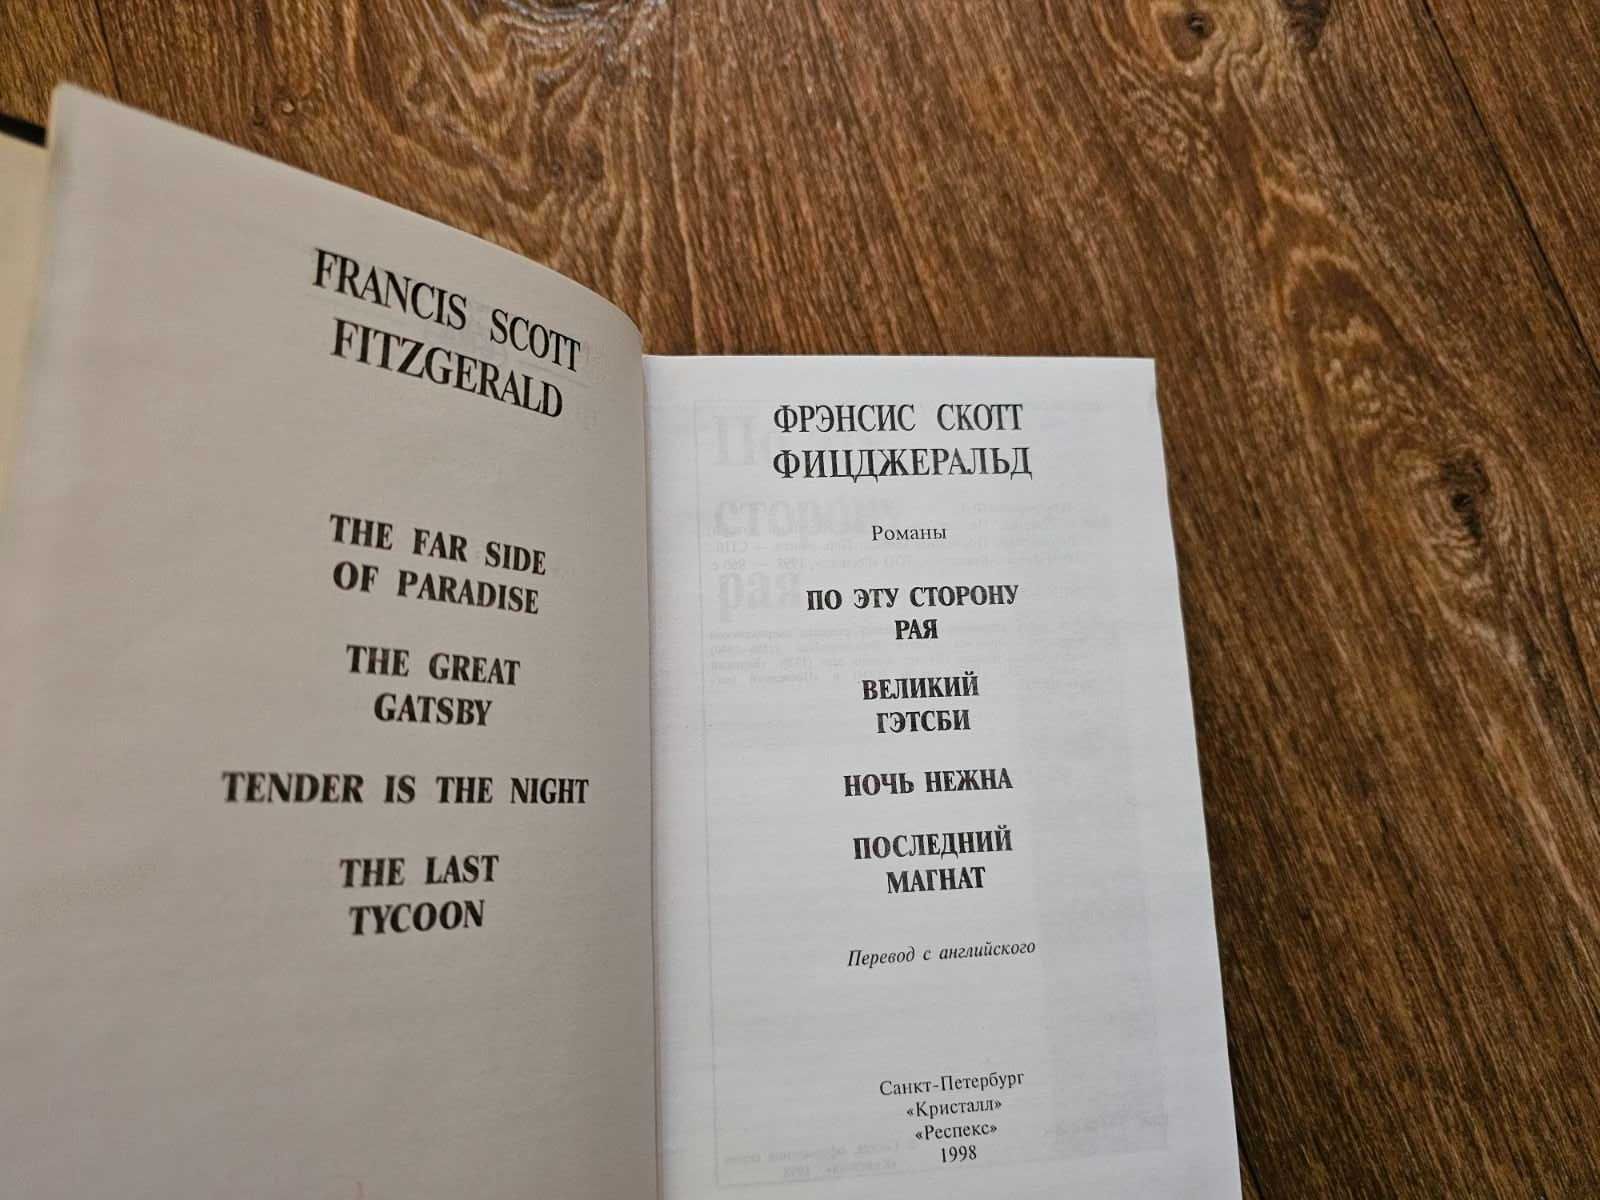 FRANCIS SCOTT
FITZGERALD
THE FAR SIDE
OF PARADISE
THE GREAT
GATSBY
TENDER IS THE NIGHT
THE LAST
TYCOON
ФРЭНСИС СКОТТ
ФИЦДЖЕРАЛЬД
Романы
ПО ЭТУ СТОРОНУ
РАЯ
ВЕЛИКИЙ
ГЭТСБИ
НОЧЬ НЕЖНА
ПОСЛЕДНИЙ
МАГНАТ
Перевод с английского
Санкт-Петербург
«Кристалл»
«Респекс»
1998